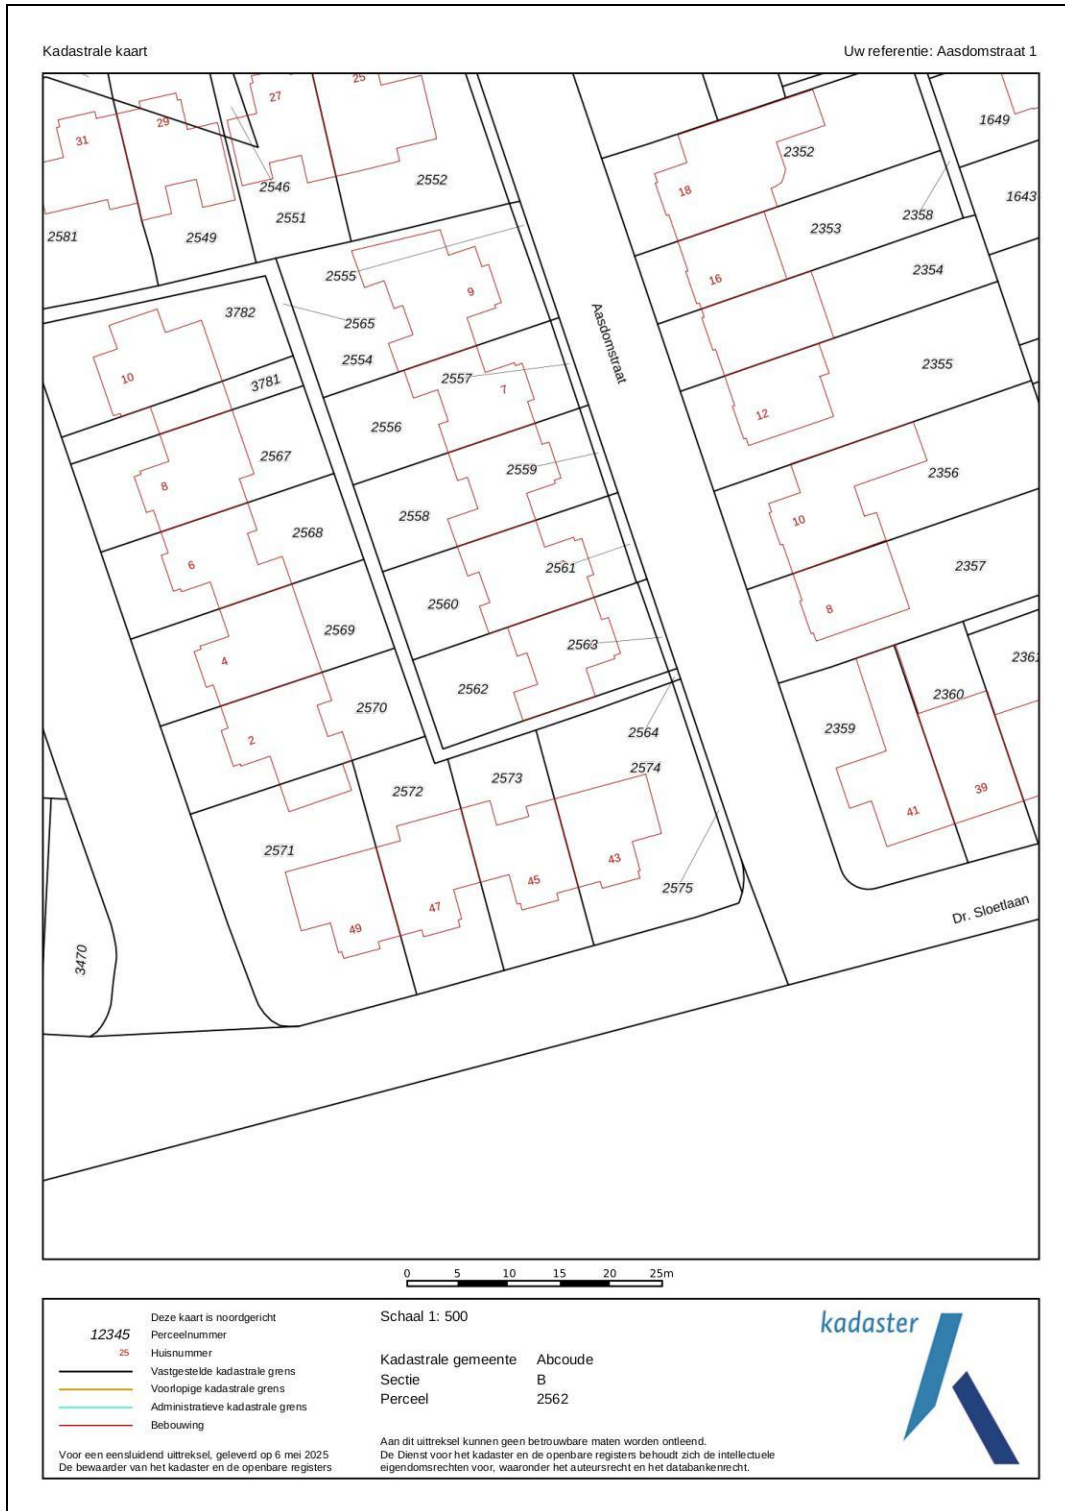 Kadastrale kaart
Uw referentie: Aasdomstraat 1
25
27
29
31
1649
2352
18
2546
2552
1643
2551
2358
2581
2549
2353
2354
2555
16
9
3782
2565
Aasdomstraat
2554
2355
10
3781
2557
7
12
2556
2567
2559
2356
8
2558
10
2568
6
2561
2357
2560
8
2569
2563
4
2361
2562
2360
2570
2359
2
2564
2574
2573
2572
39
41
2571
43
45
2575
47
Dr. Sloetlaan
49
3470
0 5 10 15 20 25m
Deze kaart is noordgericht
12345 Perceelnummer
25 Huisnummer
Vastgestelde kadastrale grens
Voorlopige kadastrale grens
Administratieve kadastrale grens
Bebouwing
Voor een eensluidend uittreksel, geleverd op 6 mei 2025
De bewaarder van het kadaster en de openbare registers
Schaal 1: 500
Kadastrale gemeente Abcoude
Sectie B
Perceel 2562
Aan dit uittreksel kunnen geen betrouwbare maten worden ontleend.
De Dienst voor het kadaster en de openbare registers behoudt zich de intellectuele
eigendomsrechten voor, waaronder het auteursrecht en het databankenrecht.
kadaster